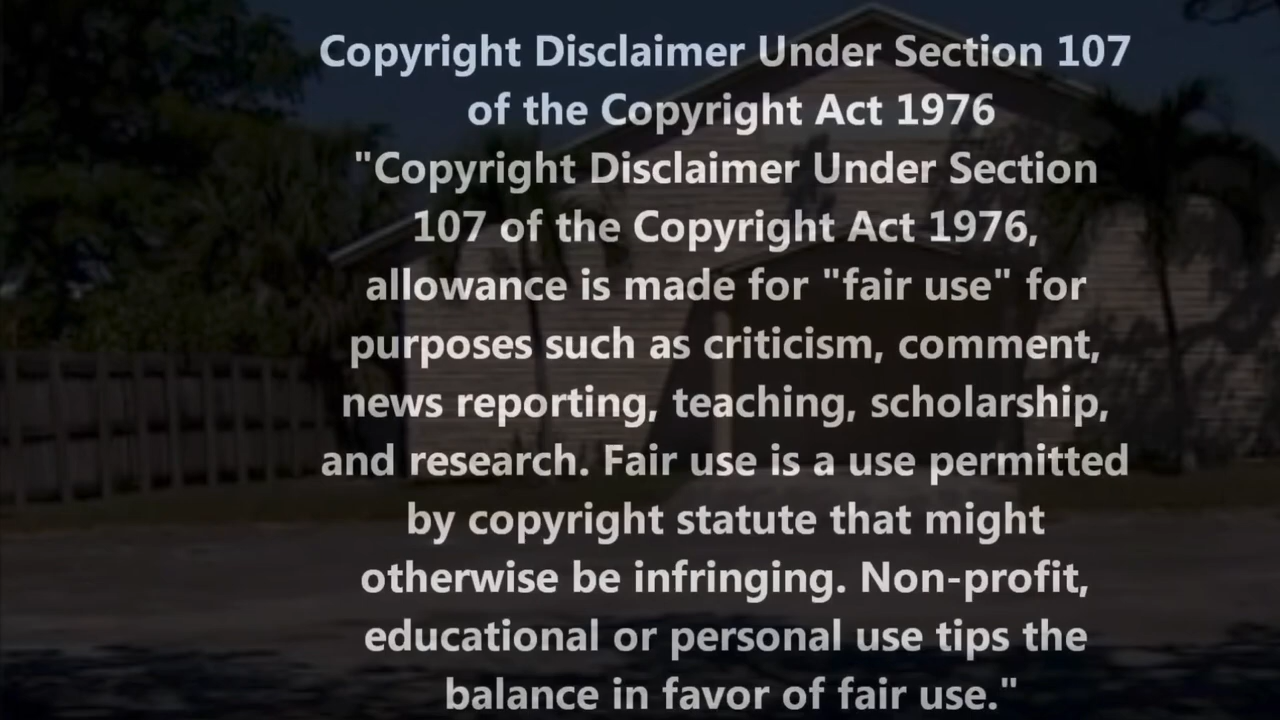 Copyright Disclaimer Under Section 107
of the Copyright Act 1976
"Copyright Disclaimer Under Section
107 of the Copyright Act 1976,
allowance is made for "fair use" for
purposes such as criticism, comment,
news reporting, teaching, scholarship,
and research. Fair use is a use permitted
by copyright statute that might
otherwise be infringing. Non-profit,
educational or personal use tips the
balance in favor of fair use."